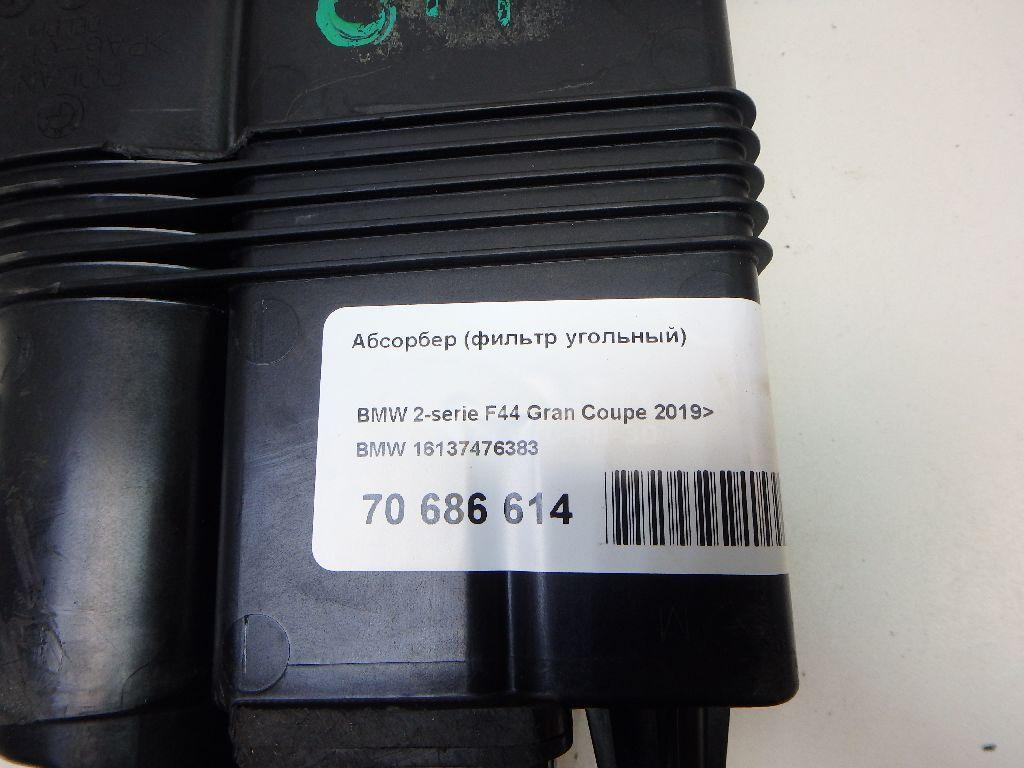 Абсорбер (фильтр угольный)
BMW 2-serie F44 Gran Coupe 2019>
BMW 16137476383
70 686 614